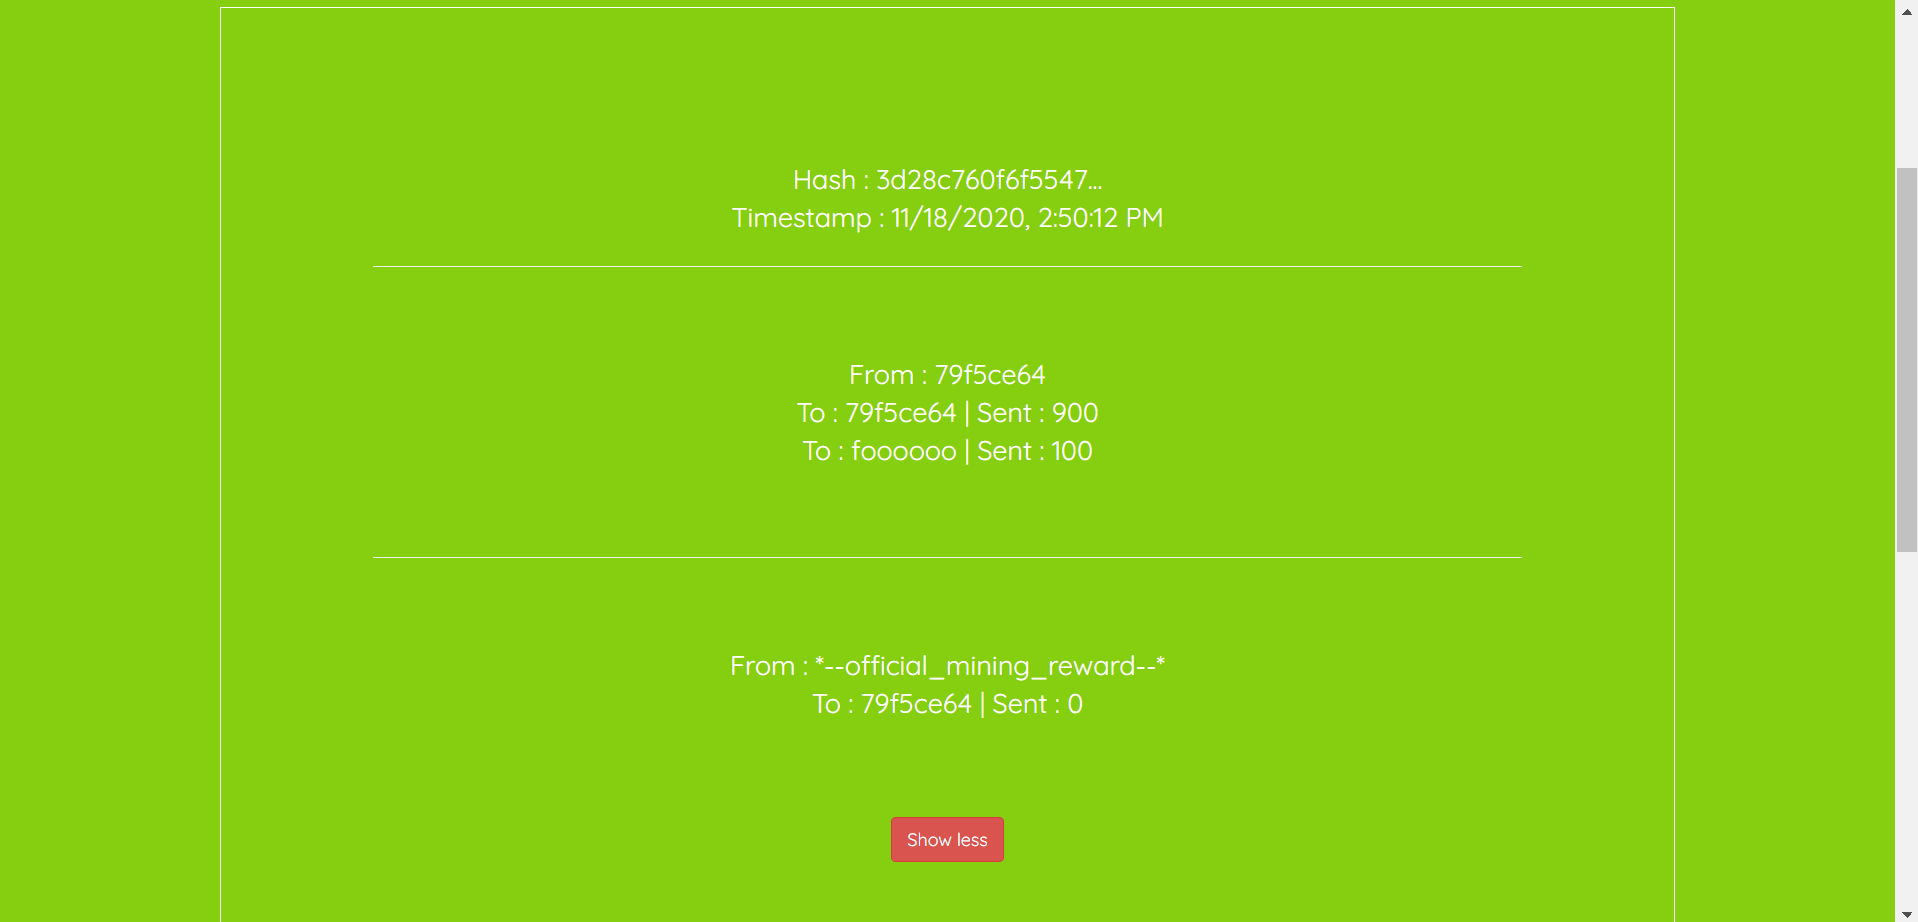 Hash : 3d28c760f6f5547...
Timestamp : 11/18/2020, 2:50:12 PM
From : 79f5ce64
To : 79f5ce64 | Sent : 900
To : foooooo | Sent : 100
From : *--official_mining_reward--*
To : 79f5ce64 | Sent : 0
Show less